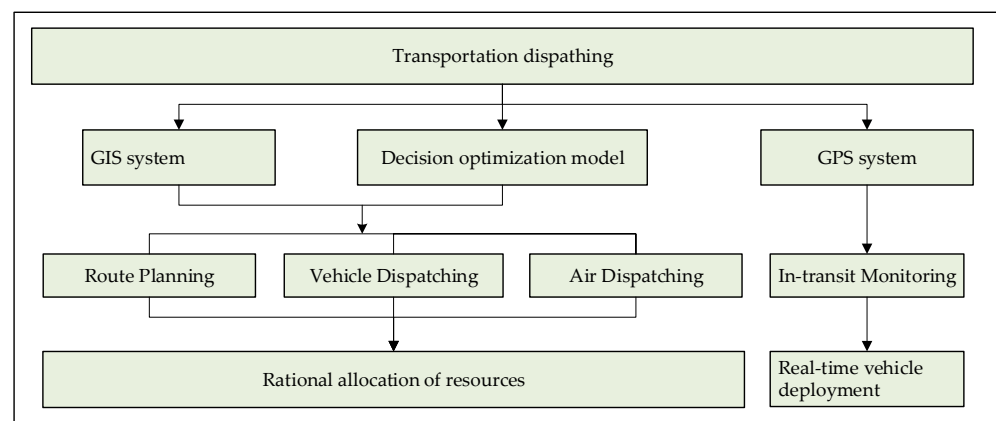 Transportation dispathing
GIS system
Decision optimization model
GPS system
Route Planning
Vehicle Dispatching
Air Dispatching
In-transit Monitoring
Rational allocation of resources
Real-time vehicle
deployment